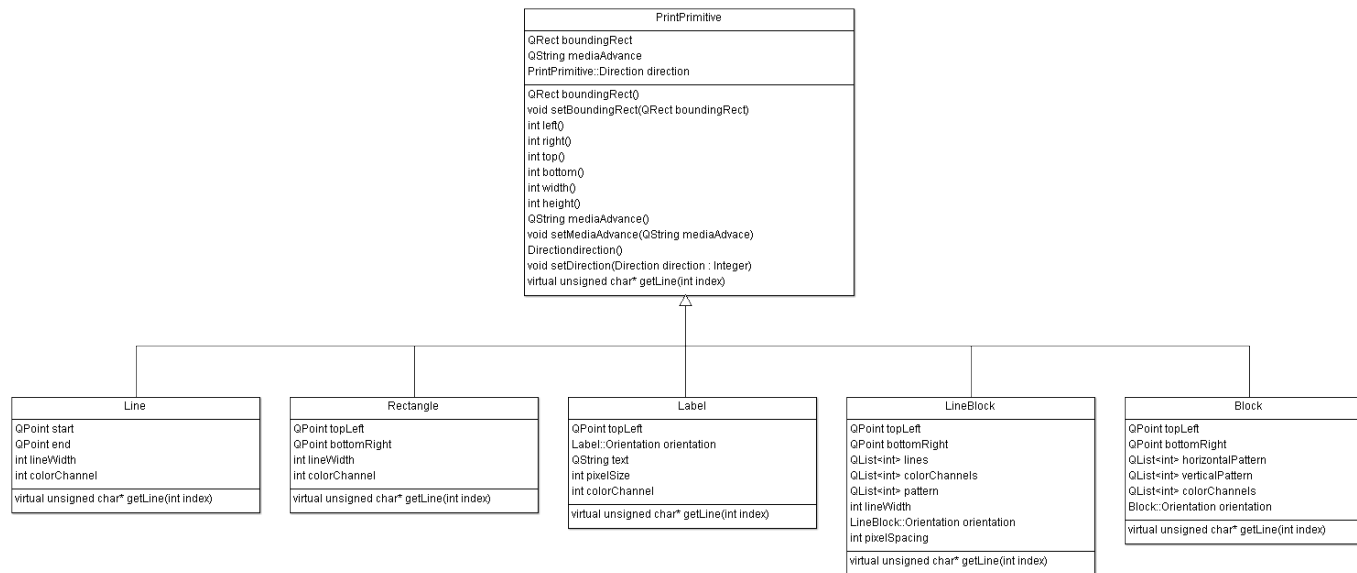 PrintPrimitive
QRect boundingRect
QString mediaAdvance
PrintPrimitive::Direction direction
QRect boundingRect()
void setBoundingRect(QRect boundingRect)
int left()
int right()
int top()
int bottom()
int width()
int height()
QString mediaAdvance()
void setMediaAdvance(QString mediaAdvace)
Directiondirection()
void setDirection(Direction direction : Integer)
virtual unsigned char* getLine(int index)
Line
QPoint start
QPoint end
int lineWidth
int colorChannel
virtual unsigned char* getLine(int index)
Rectangle
QPoint topLeft
QPoint bottomRight
int lineWidth
int colorChannel
virtual unsigned char* getLine(int index)
Label
QPoint topLeft
Label::Orientation orientation
QString text
int pixelSize
int colorChannel
virtual unsigned char* getLine(int index)
LineBlock
QPoint topLeft
QPoint bottomRight
QList<int> lines
QList<int> colorChannels
QList<int> pattern
int lineWidth
LineBlock::Orientation orientation
int pixelSpacing
virtual unsigned char* getLine(int index)
Block
QPoint topLeft
QPoint bottomRight
QList<int> horizontalPattern
QList<int> verticalPattern
QList<int> colorChannels
Block::Orientation orientation
virtual unsigned char* getLine(int index)